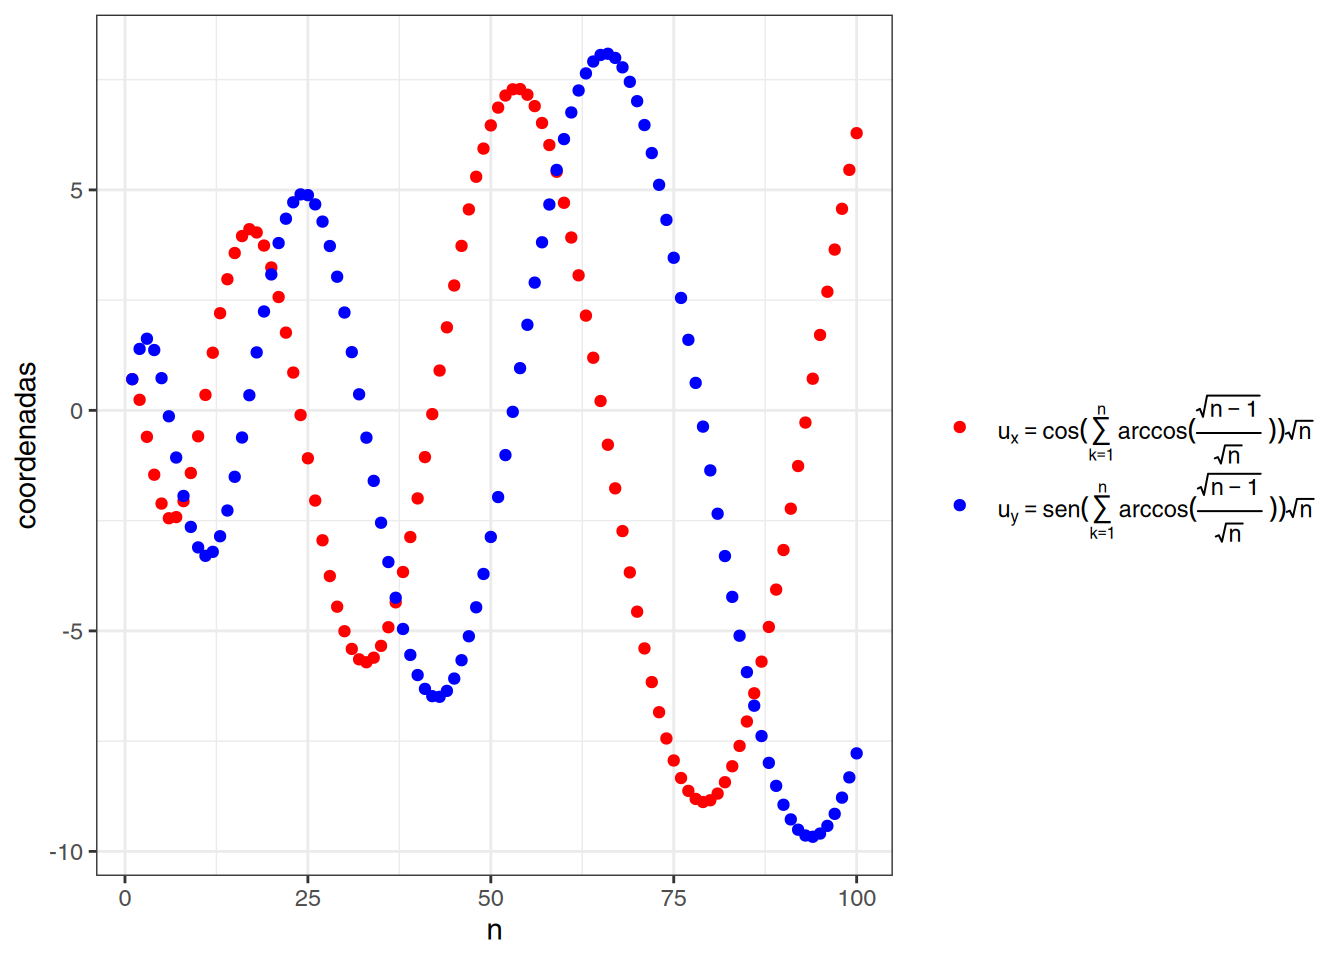 coordenadas
5
0
-5
-10
0 25 50 75 100
n
uₓ = cos(∑ₖ₌₁ⁿ arccos(√(n − 1) / √n))√n
u_y = sen(∑ₖ₌₁ⁿ arccos(√(n − 1) / √n))√n